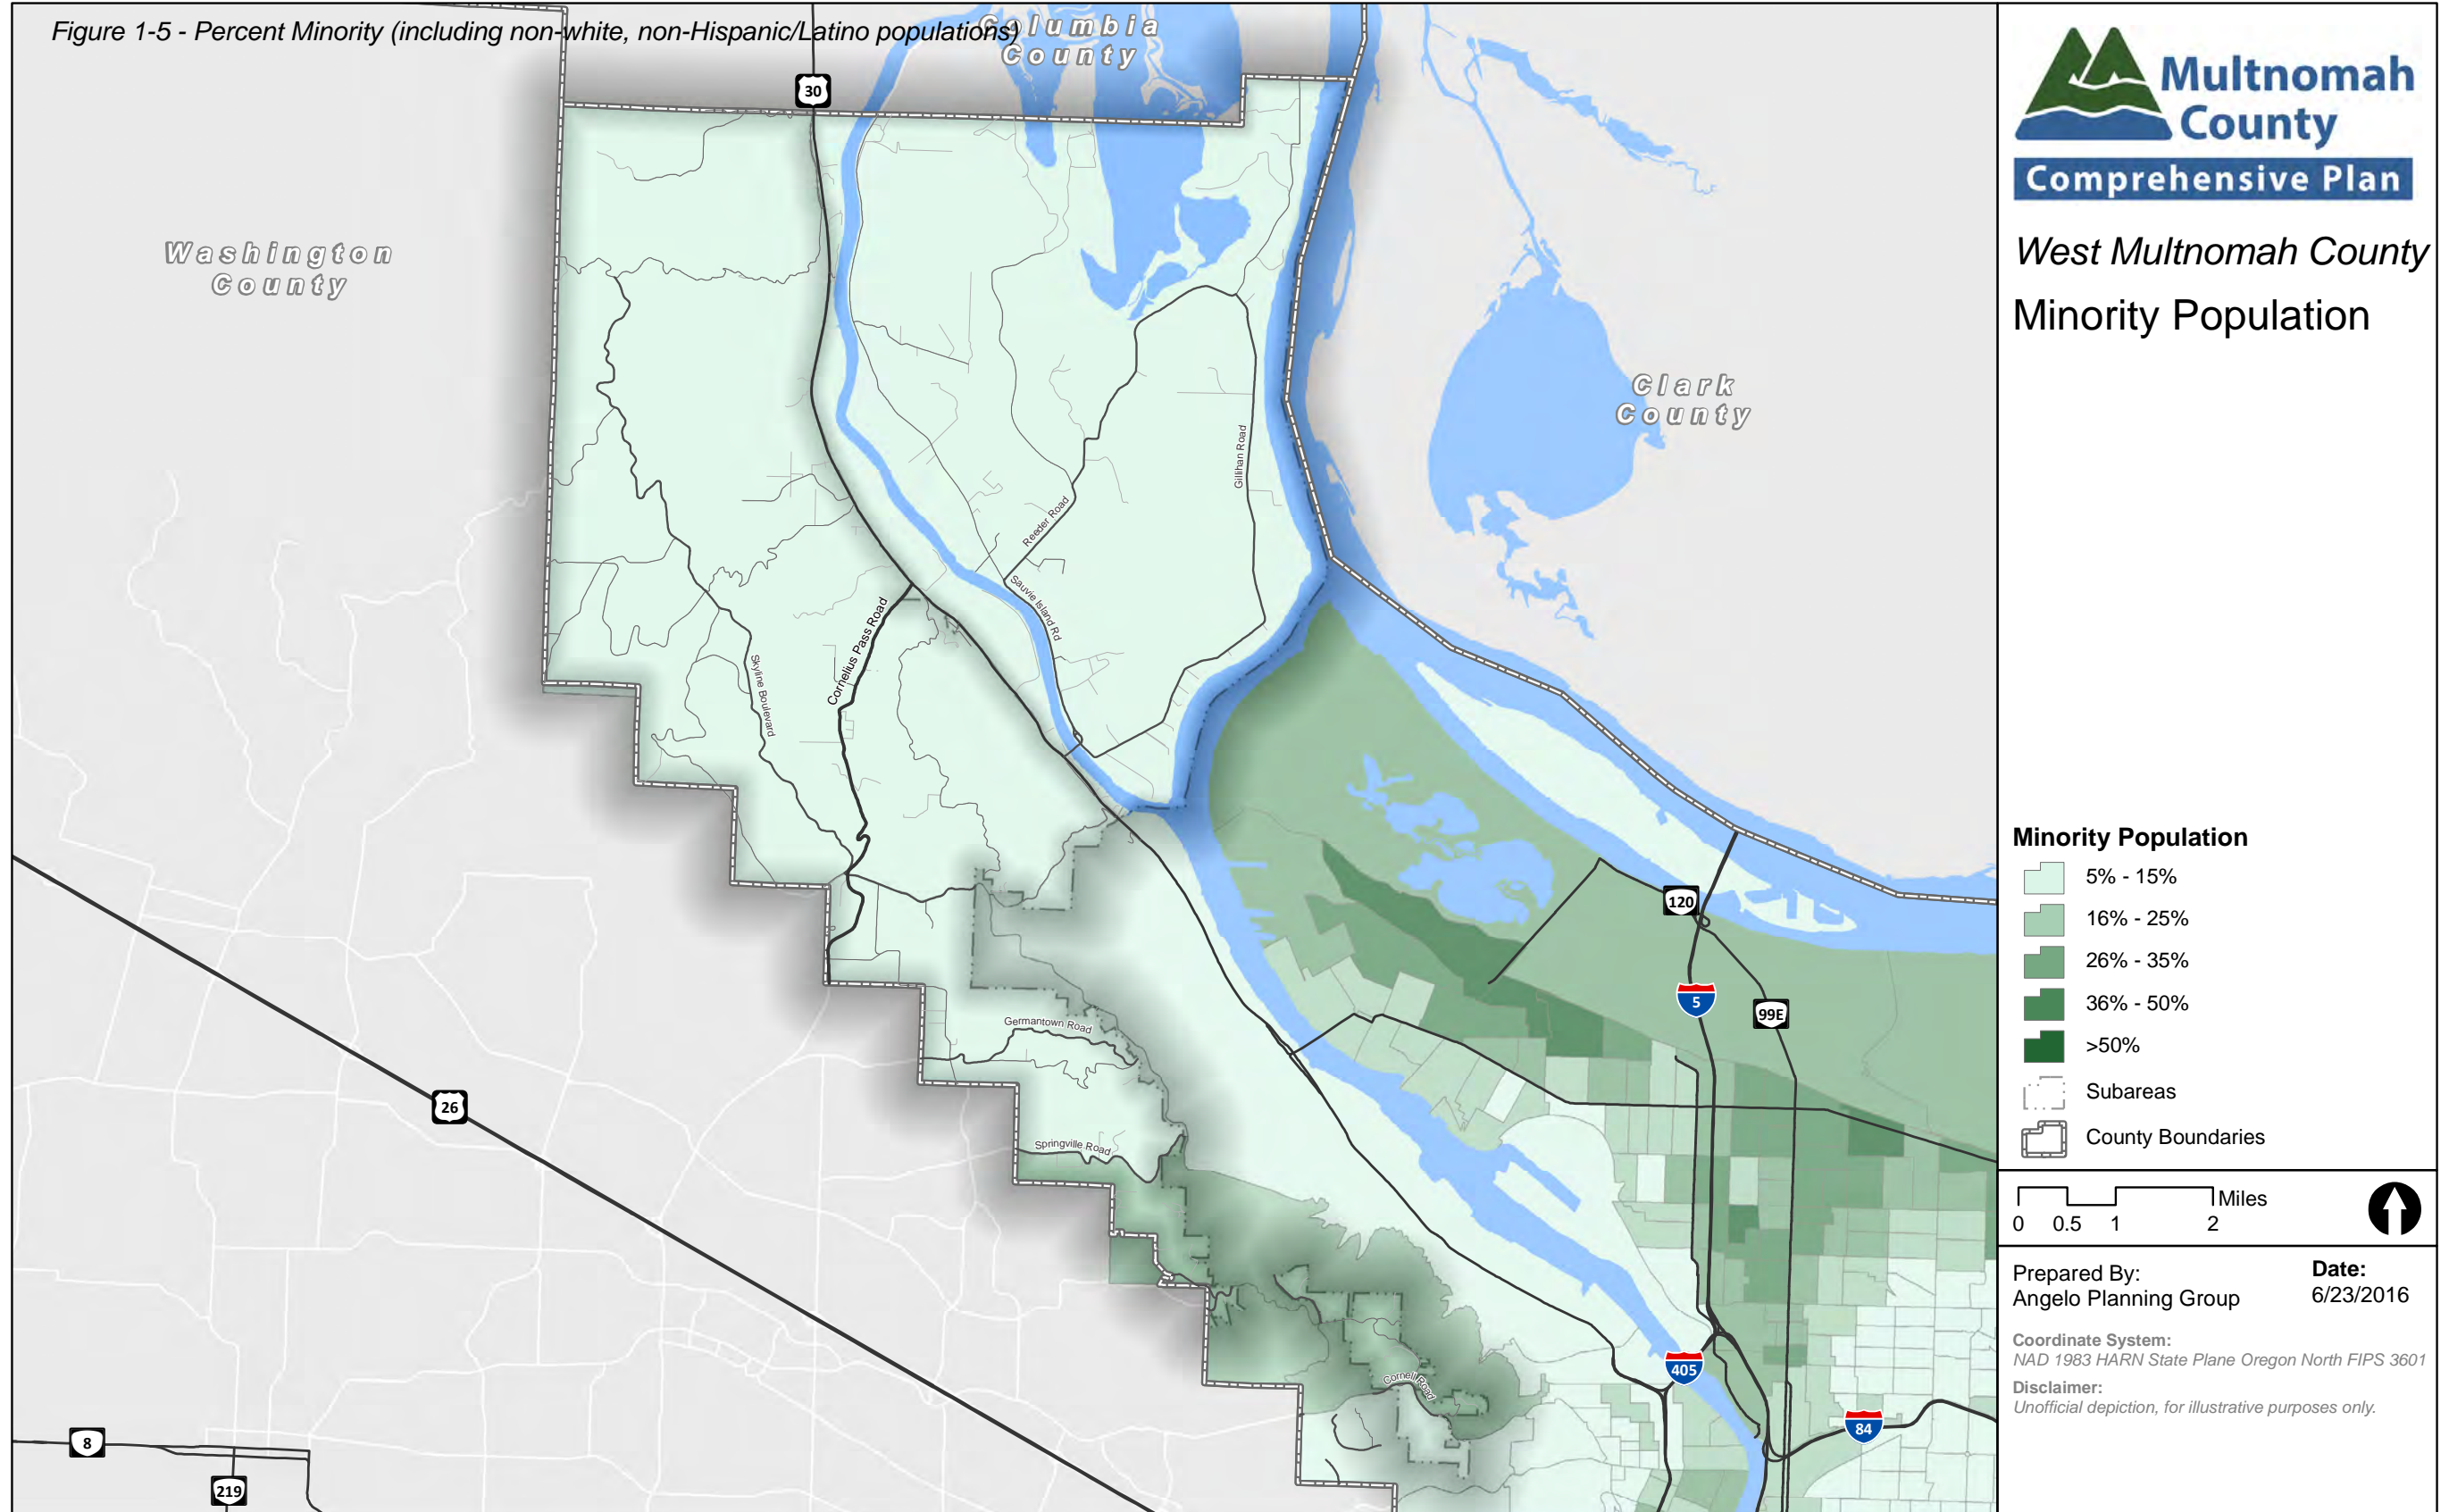 Figure 1-5 - Percent Minority (including non-white, non-Hispanic/Latino populations)
Columbia
County
30
Washington
County
Clark
County
Gillihan Road
Reeder Road
Sauvie Island Rd
Cornelius Pass Road
Skyline Boulevard
120
5
99E
Germantown Road
26
Springville Road
405
Cornell Road
84
8
219
Multnomah
County
Comprehensive Plan
West Multnomah County
Minority Population
Minority Population
5% - 15%
16% - 25%
26% - 35%
36% - 50%
>50%
Subareas
County Boundaries
Miles
0 0.5 1 2
Prepared By:
Angelo Planning Group
Date:
6/23/2016
Coordinate System:
NAD 1983 HARN State Plane Oregon North FIPS 3601
Disclaimer:
Unofficial depiction, for illustrative purposes only.